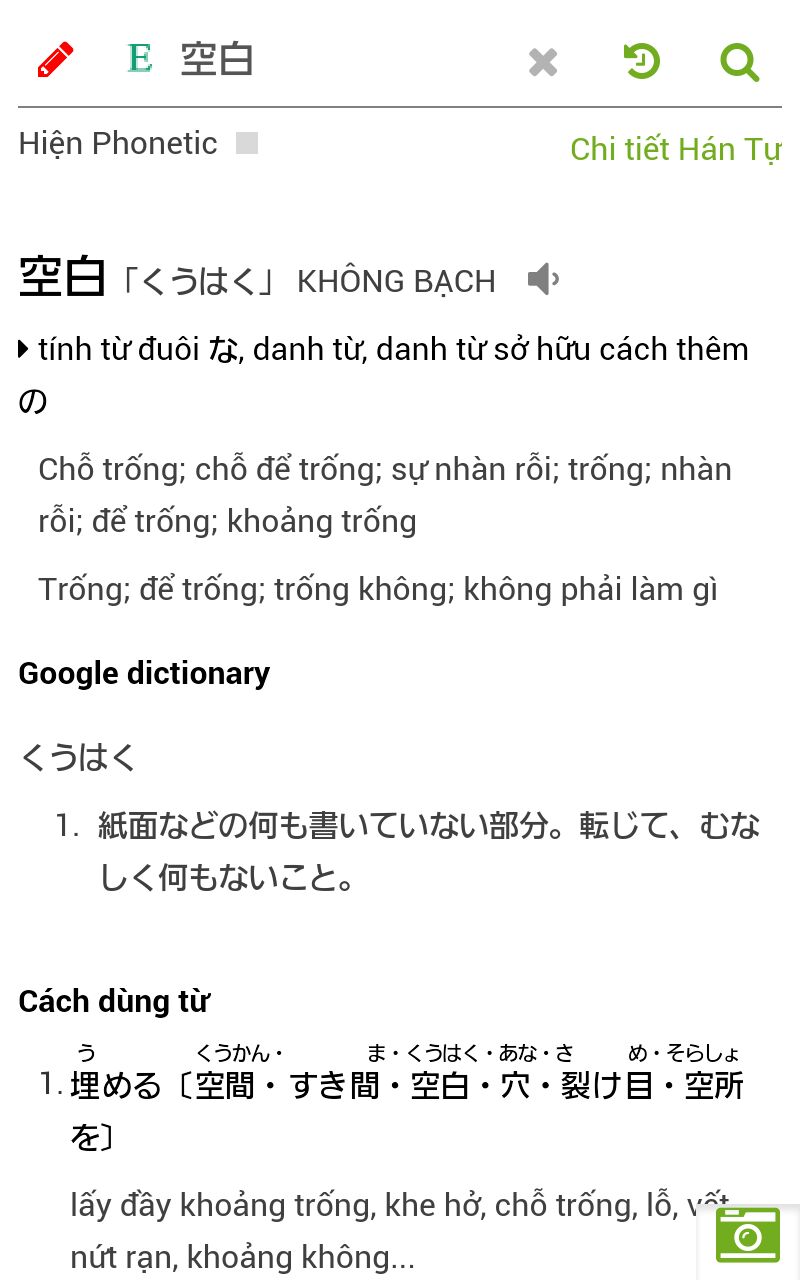 E 空白
Hiện Phonetic
Chi tiết Hán Tự
空白「くうはく」 KHÔNG BẠCH
tính từ đuôi な, danh từ, danh từ sở hữu cách thêm
の
Chỗ trống; chỗ để trống; sự nhàn rỗi; trống; nhàn
rỗi; để trống; khoảng trống
Trống; để trống; trống không; không phải làm gì
Google dictionary
くうはく
1. 紙面などの何も書いていない部分。転じて、むな
しく何もないこと。
Cách dùng từ
う くうかん・ ま・くうはく・あな・さ め・そらしょ
1. 埋める〔空間・すき間・空白・穴・裂け目・空所
を〕
lấy đầy khoảng trống, khe hở, chỗ trống, lỗ, vết
nứt rạn, khoảng không...